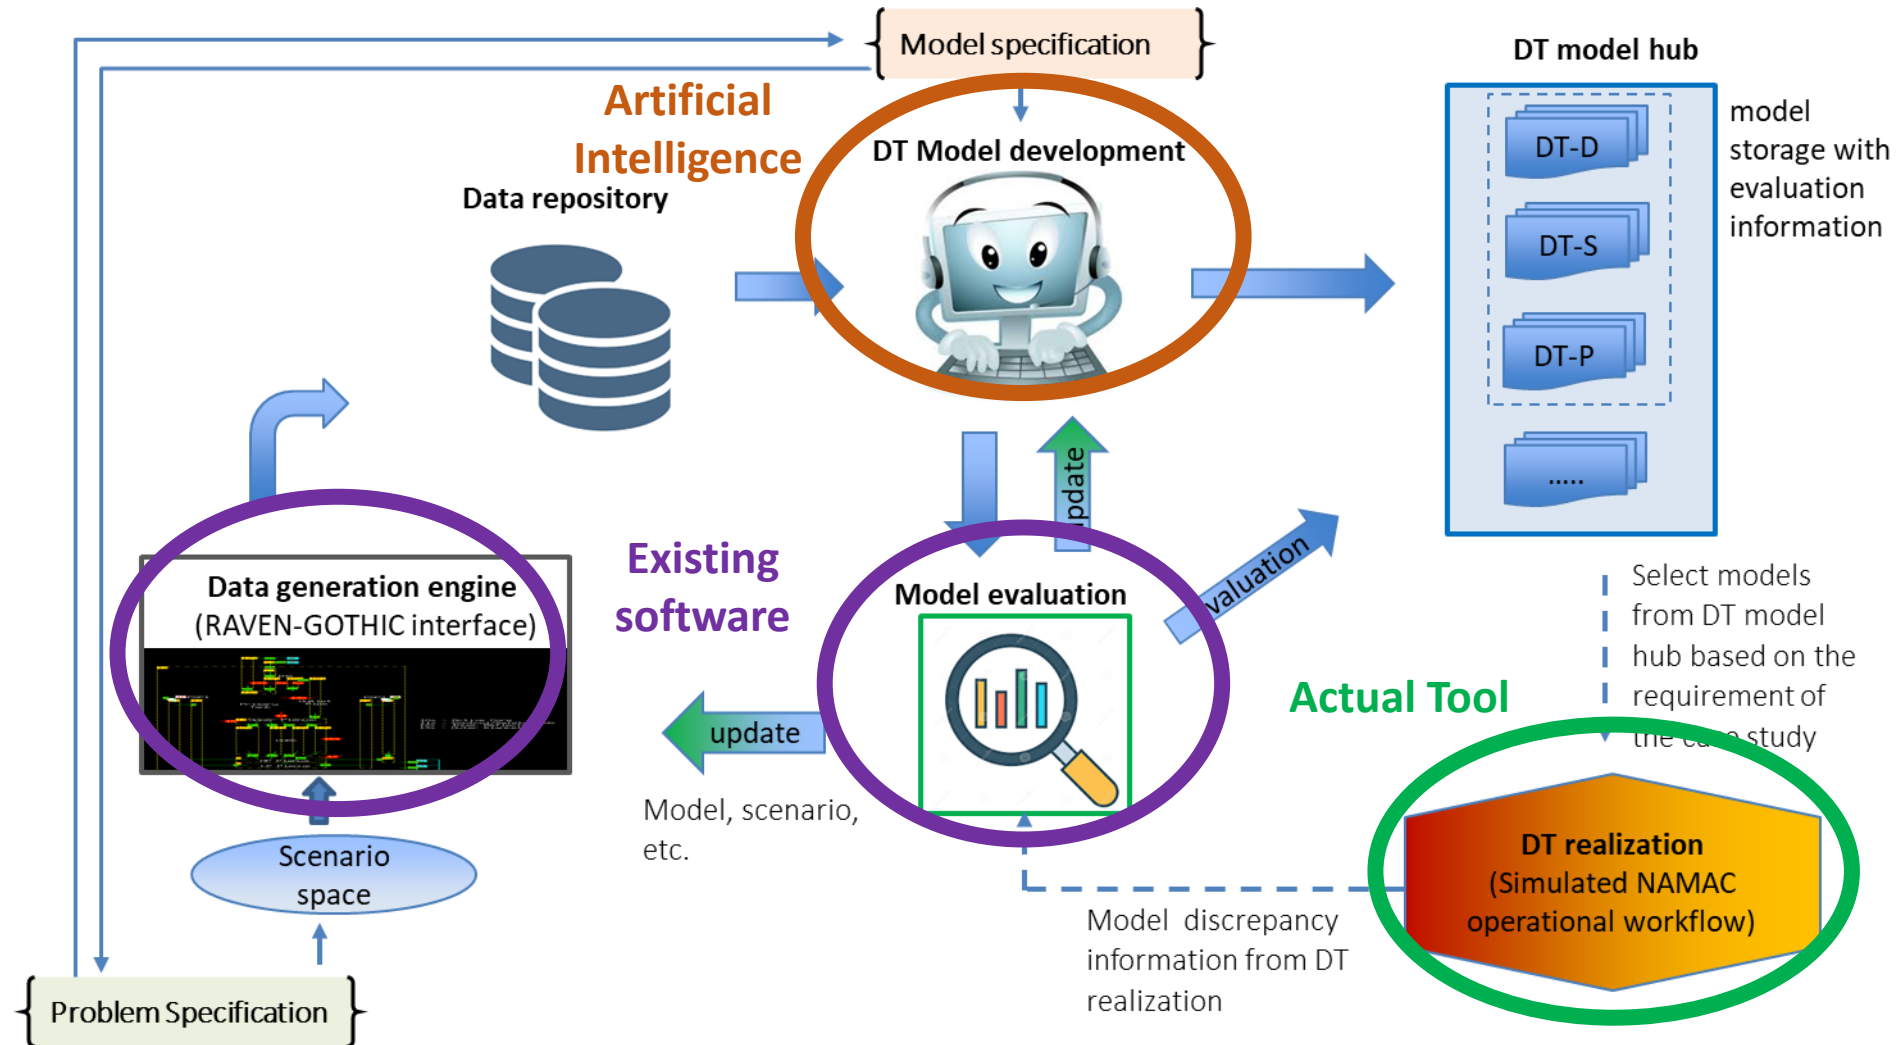 Model specification
DT model hub
Artificial
Intelligence
DT Model development
Data repository
DT-D
DT-S
DT-P
.....
model
storage with
evaluation
information
update
Existing
software
Data generation engine
(RAVEN-GOTHIC interface)
Model evaluation
valuation
Select models
from DT model
hub based on the
requirement of
the case study
Actual Tool
update
Model, scenario,
etc.
Scenario
space
DT realization
(Simulated NAMAC
operational workflow)
Model discrepancy
information from DT
realization
Problem Specification